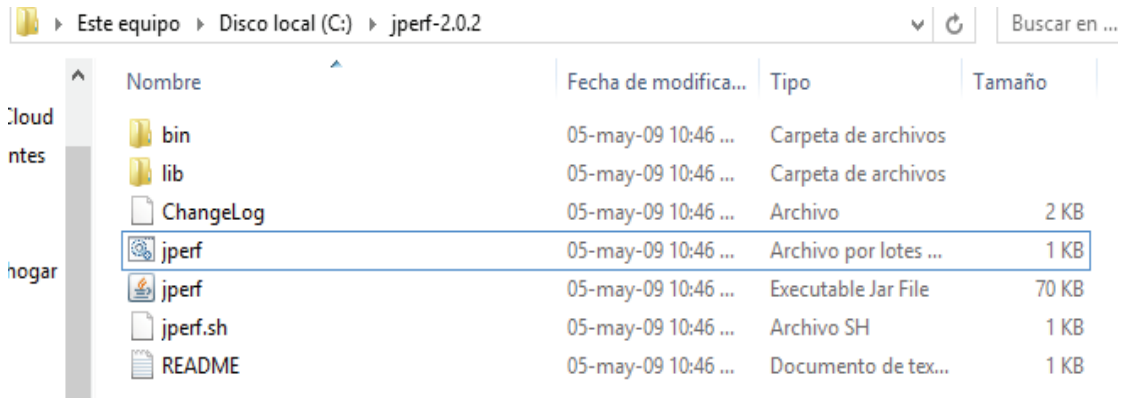 Este equipo Disco local (C:) jperf-2.0.2 Buscar en ...
Nombre Fecha de modifica... Tipo Tamaño
bin 05-may-09 10:46 ... Carpeta de archivos
lib 05-may-09 10:46 ... Carpeta de archivos
ChangeLog 05-may-09 10:46 ... Archivo 2 KB
jperf 05-may-09 10:46 ... Archivo por lotes ... 1 KB
jperf 05-may-09 10:46 ... Executable Jar File 70 KB
jperf.sh 05-may-09 10:46 ... Archivo SH 1 KB
README 05-may-09 10:46 ... Documento de tex... 1 KB
Cloud
ntes
hogar